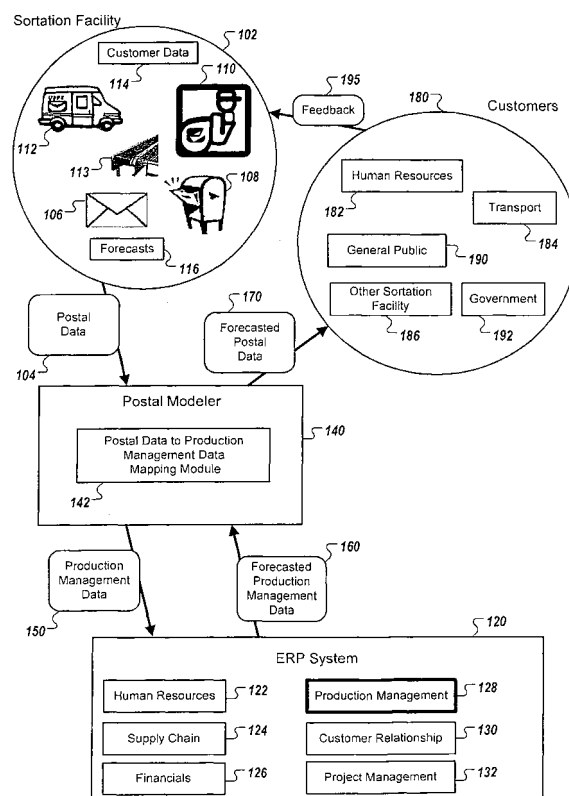 Sortation Facility
102
Customer Data
114
110
112
113
108
106
Forecasts
116
195
Feedback
180
Customers
Human Resources
182
Transport
184
General Public
190
Other Sortation
Facility
186
Government
192
Postal
Data
104
170
Forecasted
Postal
Data
Postal Modeler
140
Postal Data to Production
Management Data
Mapping Module
142
Production
Management
Data
150
160
Forecasted
Production
Management
Data
120
ERP System
Human Resources
122
Production Management
128
Supply Chain
124
Customer Relationship
130
Financials
126
Project Management
132